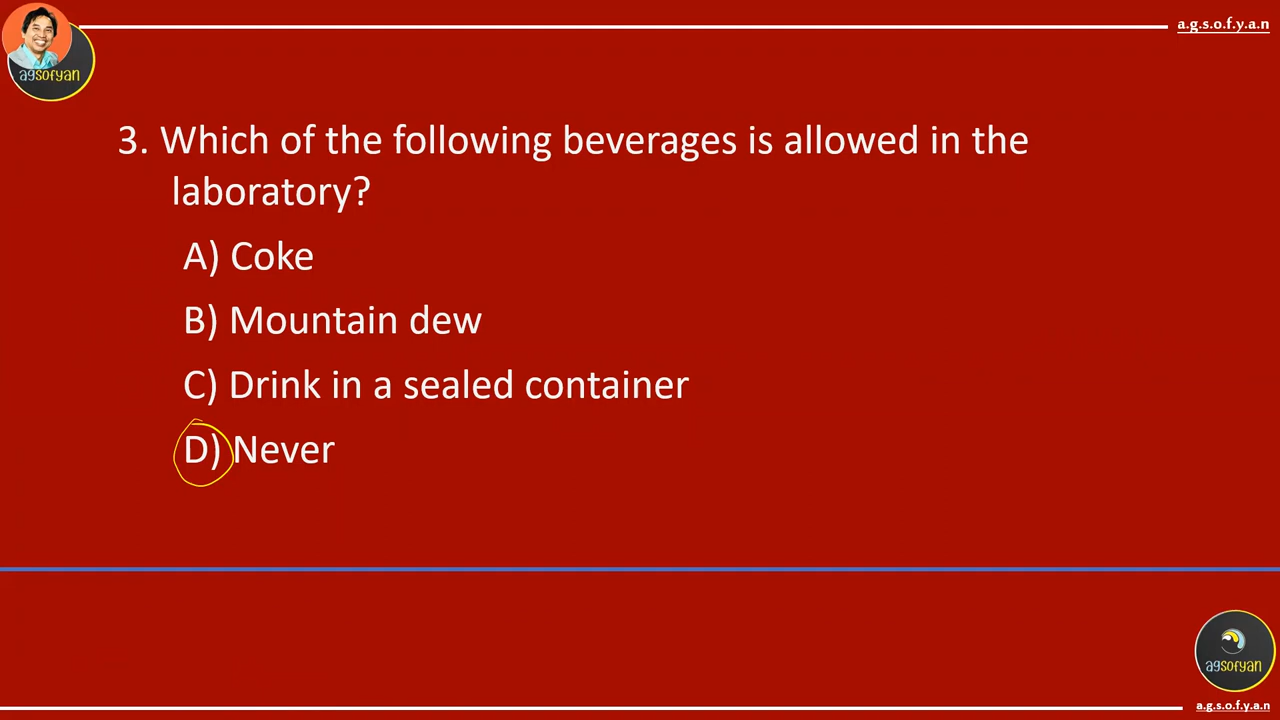 agsofyan
a.g.s.o.f.y.a.n
3. Which of the following beverages is allowed in the
laboratory?
A) Coke
B) Mountain dew
C) Drink in a sealed container
D) Never
agsofyan
a.g.s.o.f.y.a.n